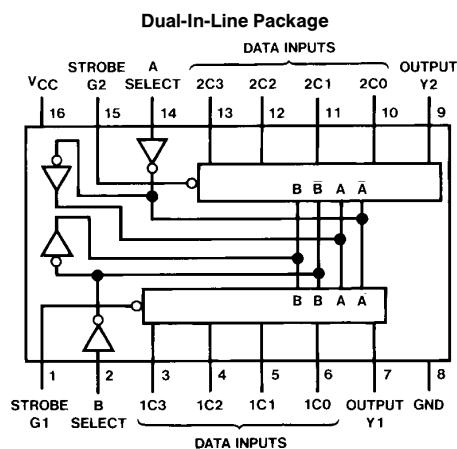 Dual-In-Line Package
DATA INPUTS
VCC STROBE G2 A SELECT 2C3 2C2 2C1 2C0 OUTPUT Y2
16 15 14 13 12 11 10 9
B B̅ A A̅
B B A A
1 2 3 4 5 6 7 8
STROBE G1 B SELECT 1C3 1C2 1C1 1C0 OUTPUT Y1 GND
DATA INPUTS